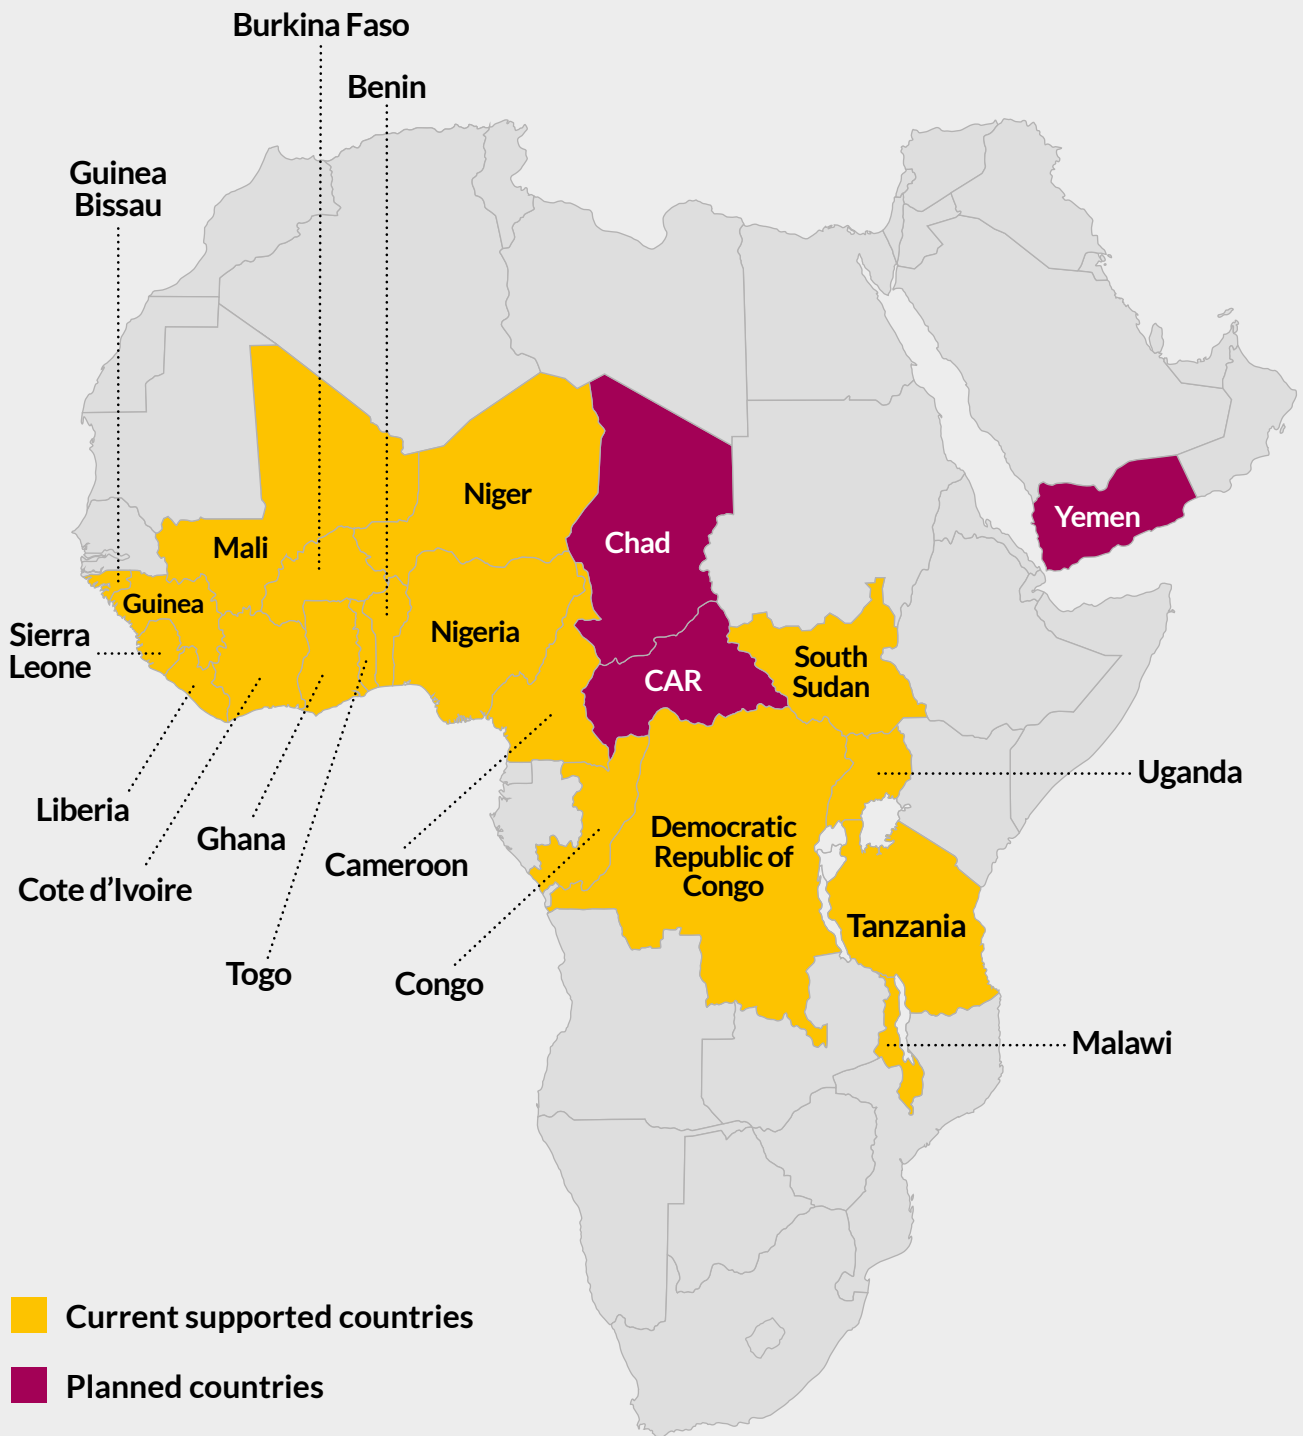 Burkina Faso
Benin
Guinea
Bissau
Niger
Yemen
Chad
Mali
Guinea
Nigeria
Sierra
Leone
South
Sudan
CAR
Uganda
Liberia
Ghana
Democratic
Republic of
Congo
Cameroon
Cote d’Ivoire
Tanzania
Togo
Congo
Malawi
Current supported countries
Planned countries